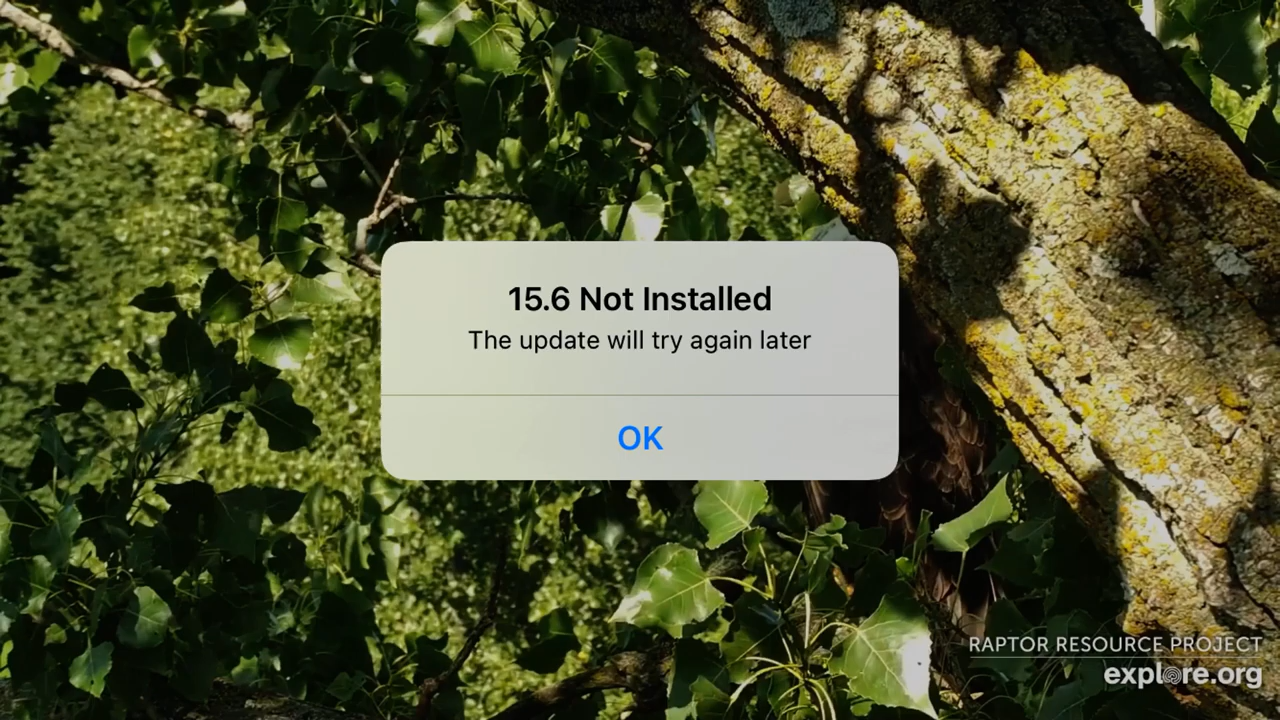 15.6 Not Installed
The update will try again later
OK
RAPTOR RESOURCE PROJECT
explore.org